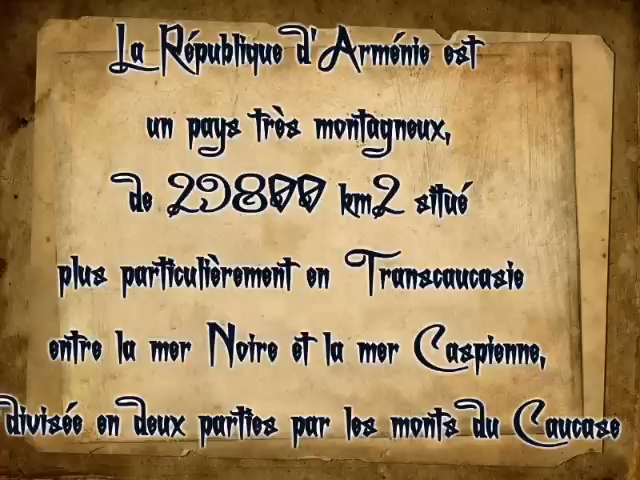 La République d'Arménie est
un pays très montagneux,
de 29800 km2 situé
plus particulièrement en Transcaucasie
entre la mer Noire et la mer Caspienne,
divisée en deux parties par les monts du Caucase